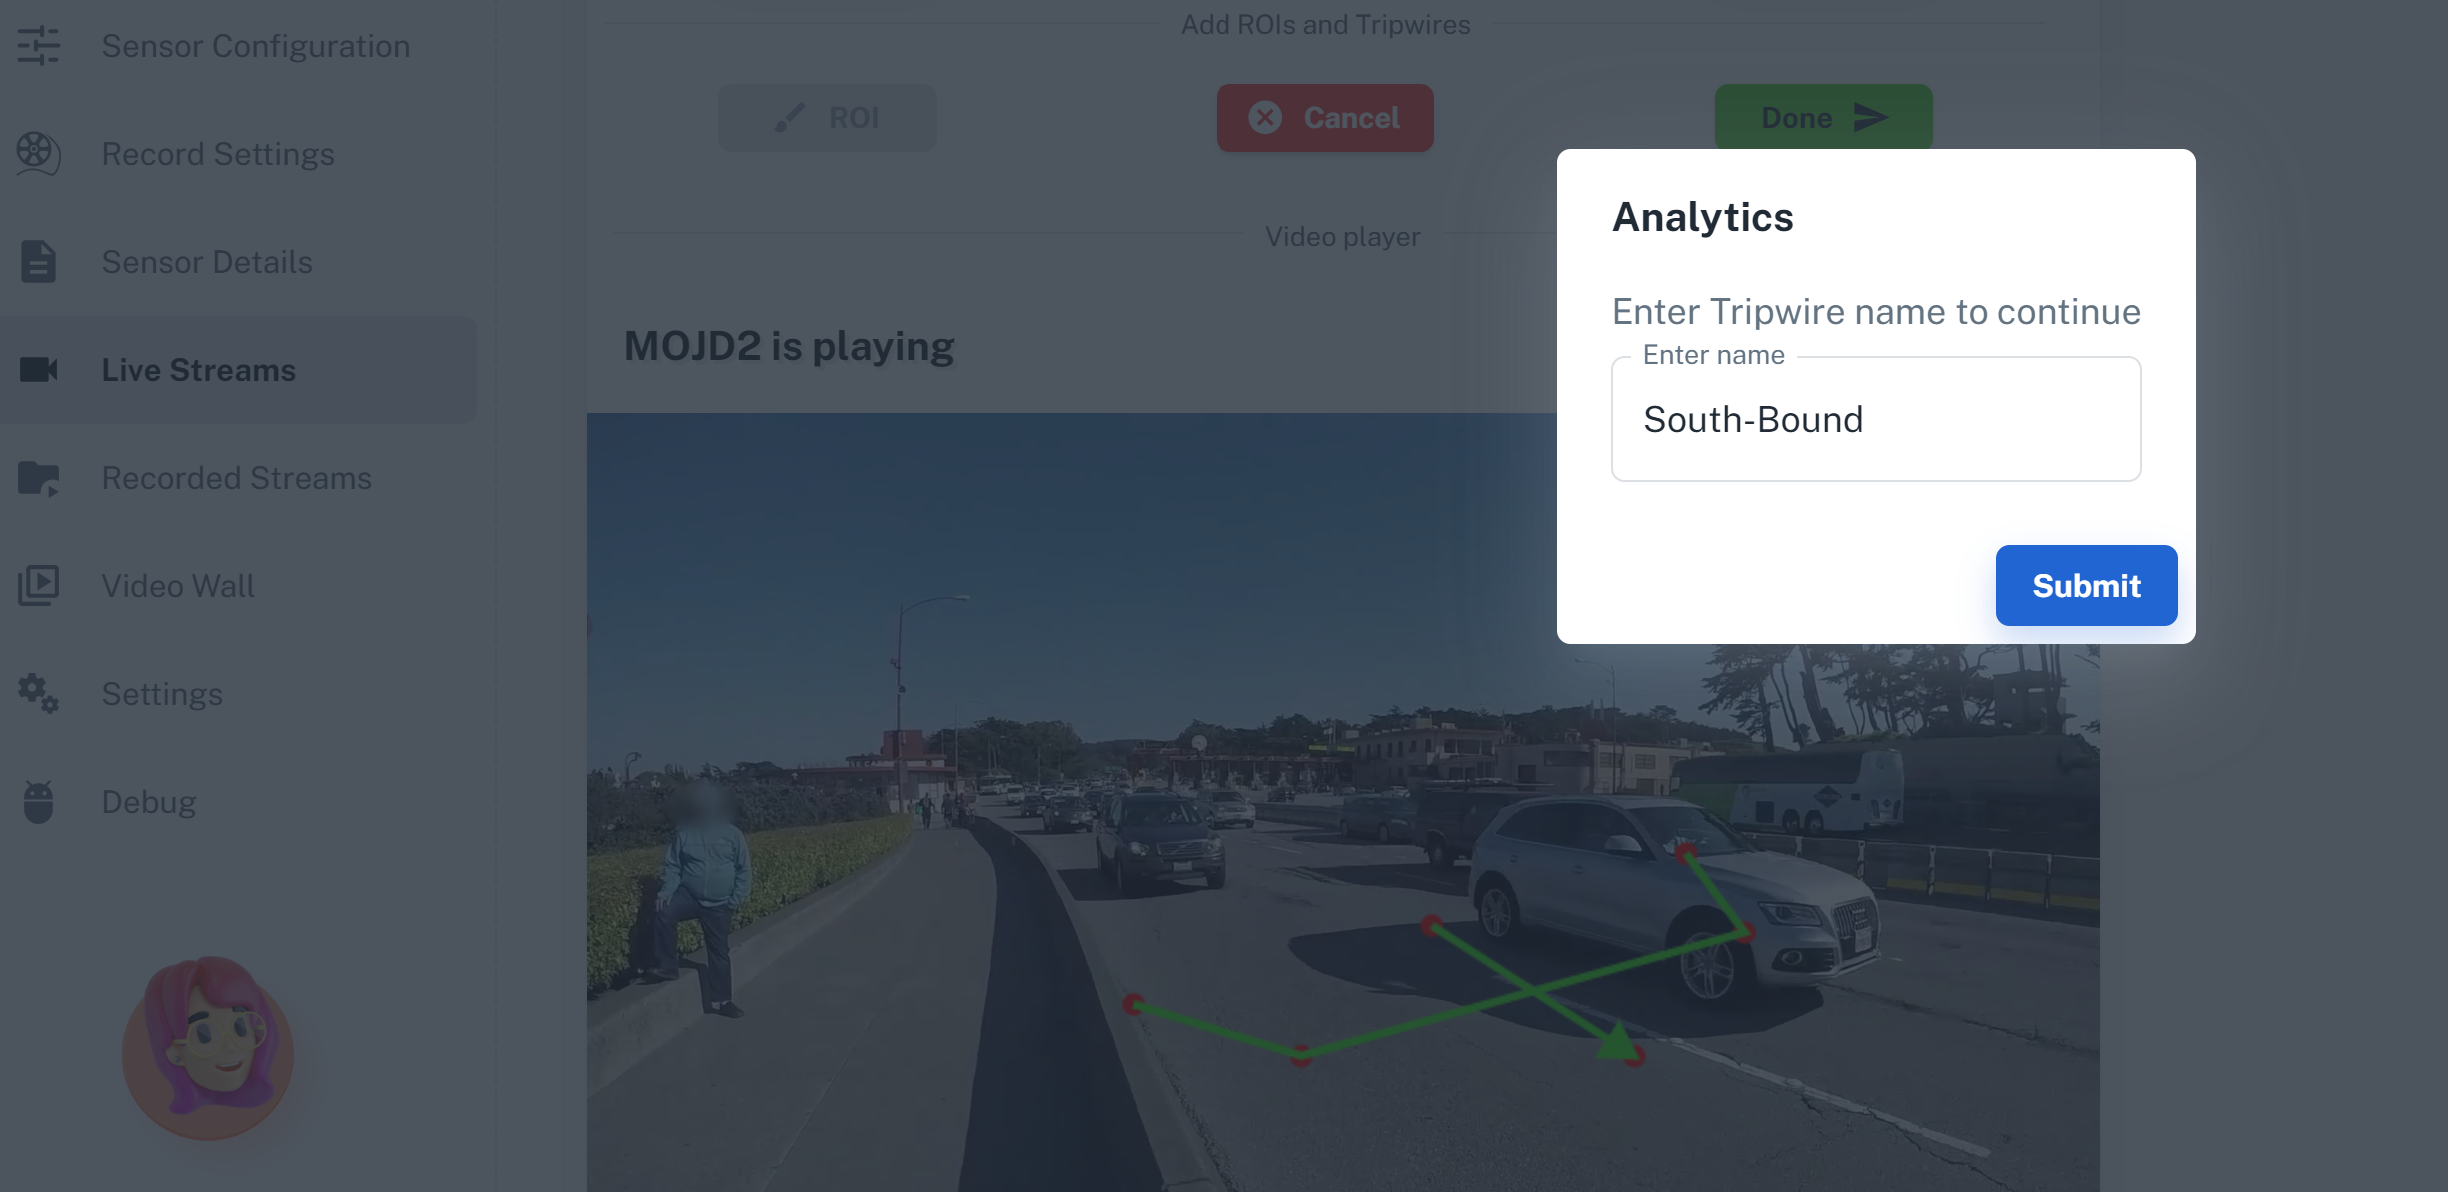 Sensor Configuration
Record Settings
Sensor Details
Live Streams
Recorded Streams
Video Wall
Settings
Debug
Add ROIs and Tripwires
ROI
Cancel
Done
Video player
MOJD2 is playing
Analytics
Enter Tripwire name to continue
Enter name
South-Bound
Submit